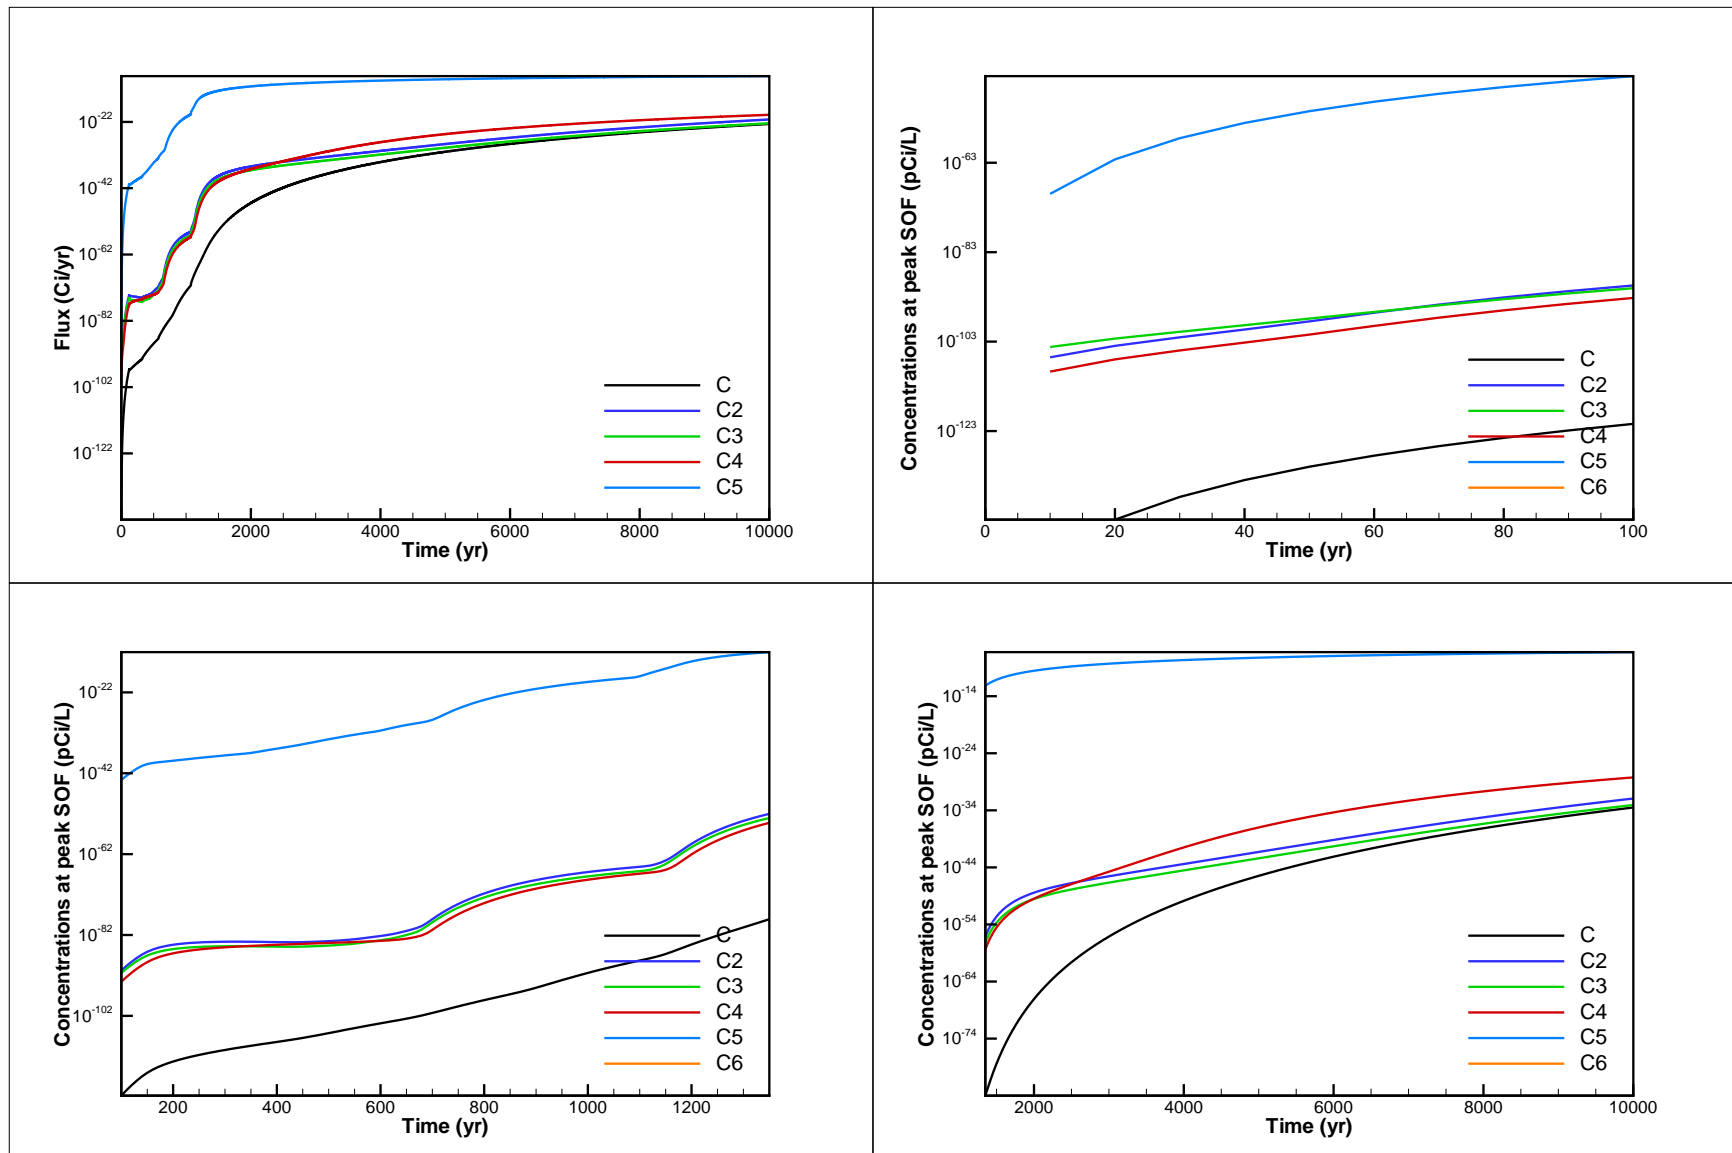 Flux (Ci/yr)
10^-22
10^-42
10^-62
10^-82
10^-102
10^-122
C
C2
C3
C4
C5
0 2000 4000 6000 8000 10000
Time (yr)
Concentrations at peak SOF (pCi/L)
10^-63
10^-83
10^-103
10^-123
C
C2
C3
C4
C5
C6
0 20 40 60 80 100
Time (yr)
Concentrations at peak SOF (pCi/L)
10^-22
10^-42
10^-62
10^-82
10^-102
C
C2
C3
C4
C5
C6
200 400 600 800 1000 1200
Time (yr)
Concentrations at peak SOF (pCi/L)
10^-14
10^-24
10^-34
10^-44
10^-54
10^-64
10^-74
C
C2
C3
C4
C5
C6
2000 4000 6000 8000 10000
Time (yr)